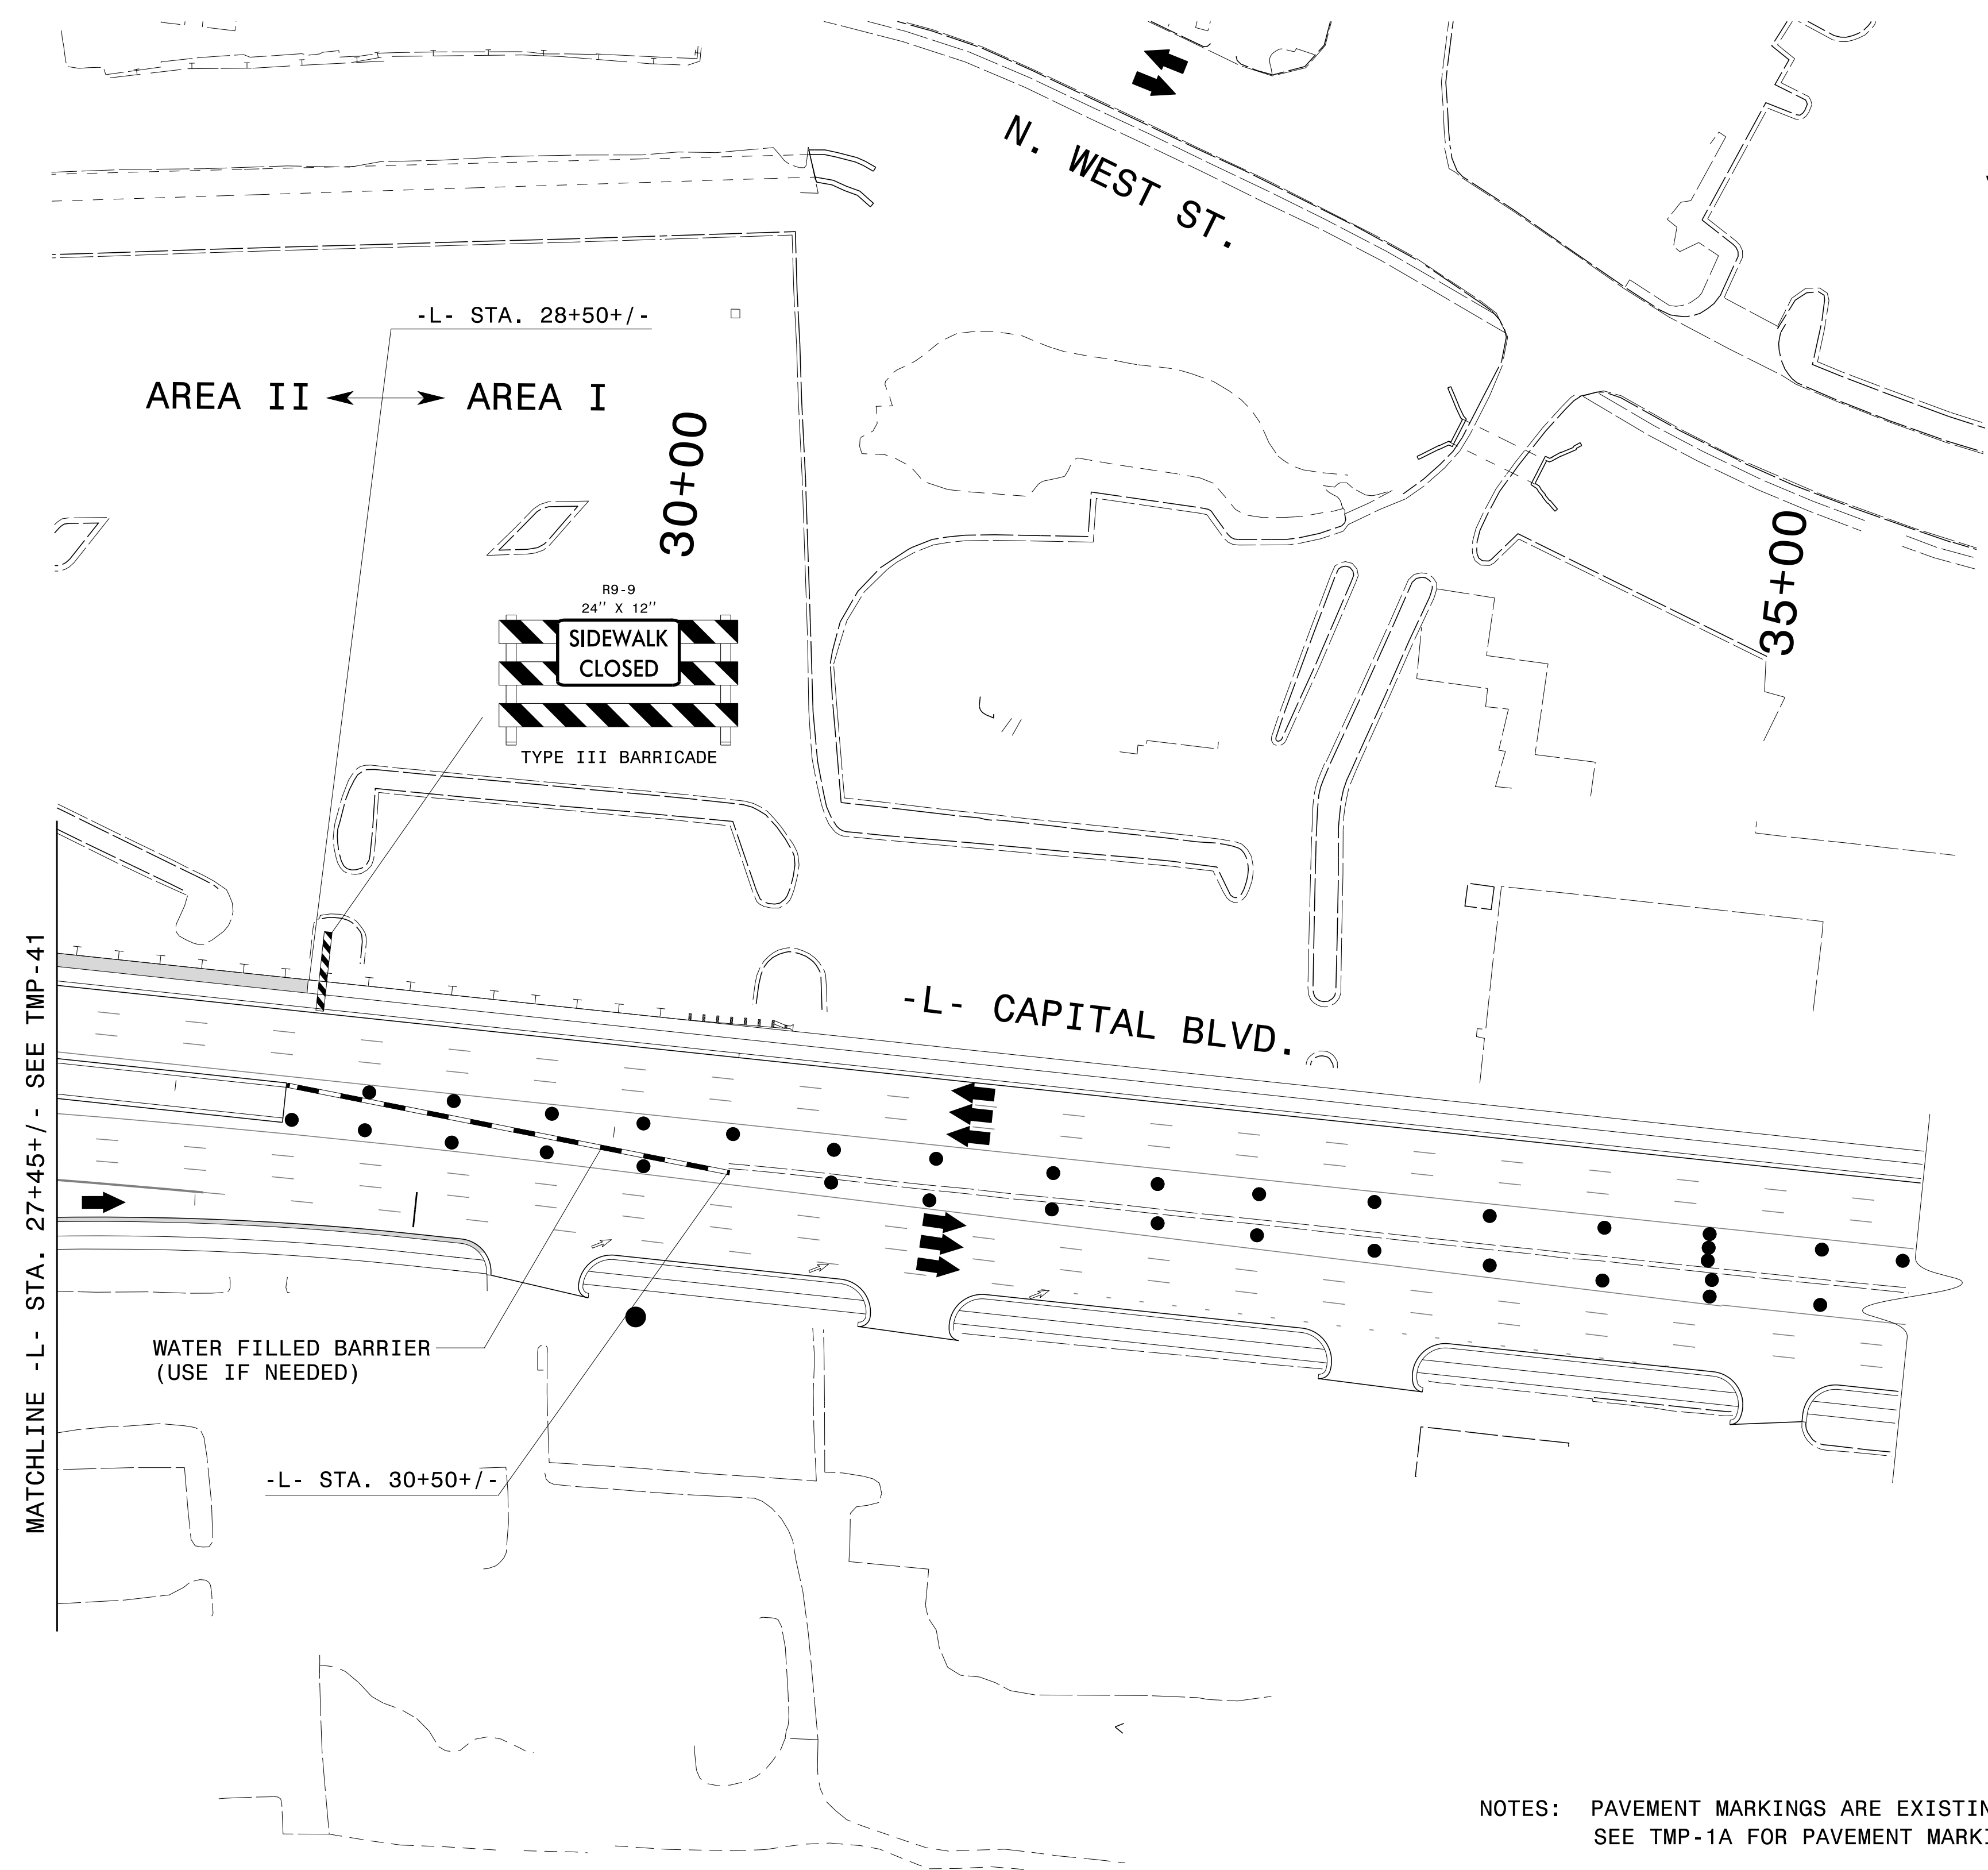 N. WEST ST.
-L- STA. 28+50+/-
AREA II
AREA I
30+00
35+00
R9-9
24'' X 12''
SIDEWALK
CLOSED
TYPE III BARRICADE
MATCHLINE -L- STA. 27+45+/- SEE TMP-41
-L- CAPITAL BLVD.
WATER FILLED BARRIER
(USE IF NEEDED)
-L- STA. 30+50+/-
NOTES: PAVEMENT MARKINGS ARE
SEE TMP-1A FOR PAVEMENT